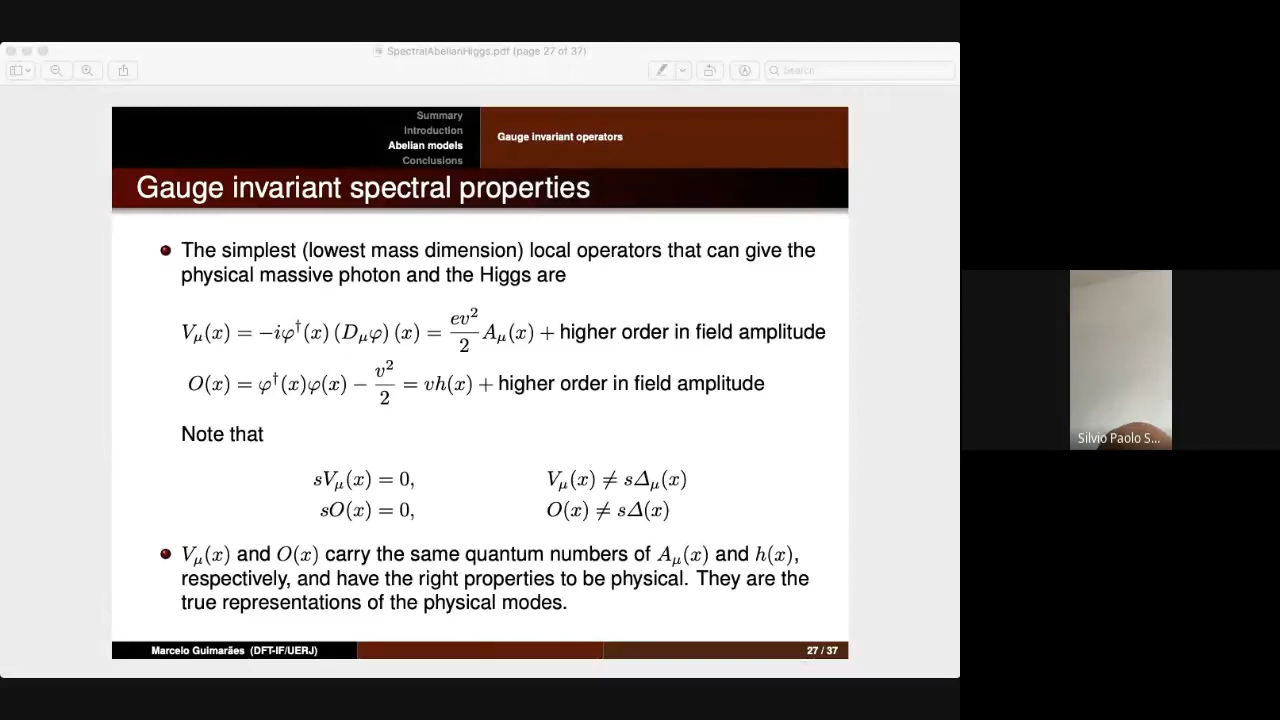 SpectralAbelianHiggs.pdf (page 27 of 37)
Search
Summary
Introduction
Abelian models
Conclusions
Gauge invariant operators
Gauge invariant spectral properties
The simplest (lowest mass dimension) local operators that can give the
physical massive photon and the Higgs are
V_μ(x) = −iφ†(x) (D_μφ) (x) = ev²/2 A_μ(x) + higher order in field amplitude
O(x) = φ†(x)φ(x) − v²/2 = vh(x) + higher order in field amplitude
Note that
sV_μ(x) = 0, V_μ(x) ≠ sΔ_μ(x)
sO(x) = 0, O(x) ≠ sΔ(x)
V_μ(x) and O(x) carry the same quantum numbers of A_μ(x) and h(x),
respectively, and have the right properties to be physical. They are the
true representations of the physical modes.
Marcelo Guimarães (DFT-IF/UERJ)
27 / 37
Silvio Paolo S...